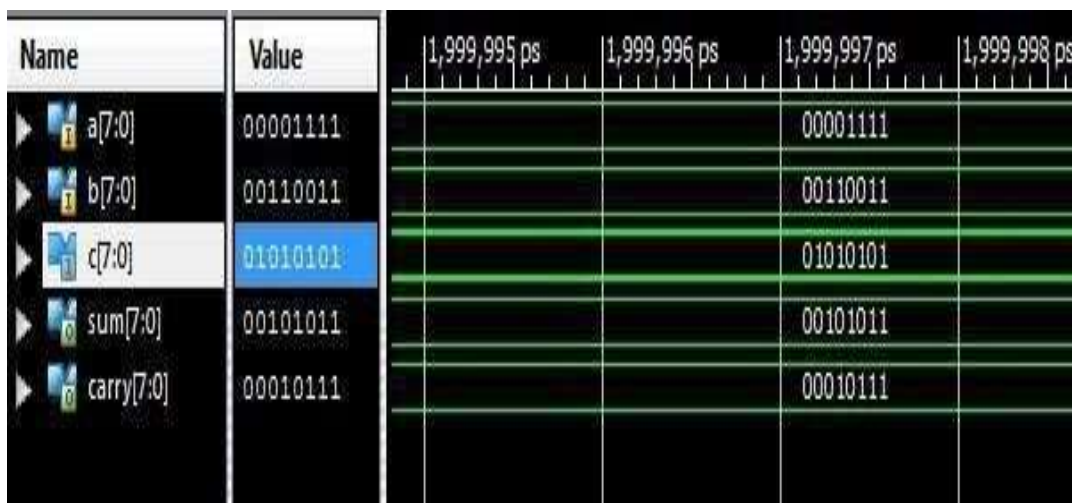 Name Value 1,999,995 ps 1,999,996 ps 1,999,997 ps 1,999,998 ps
a[7:0] 00001111 00001111
b[7:0] 00110011 00110011
c[7:0] 01010101 01010101
sum[7:0] 00101011 00101011
carry[7:0] 00010111 00010111